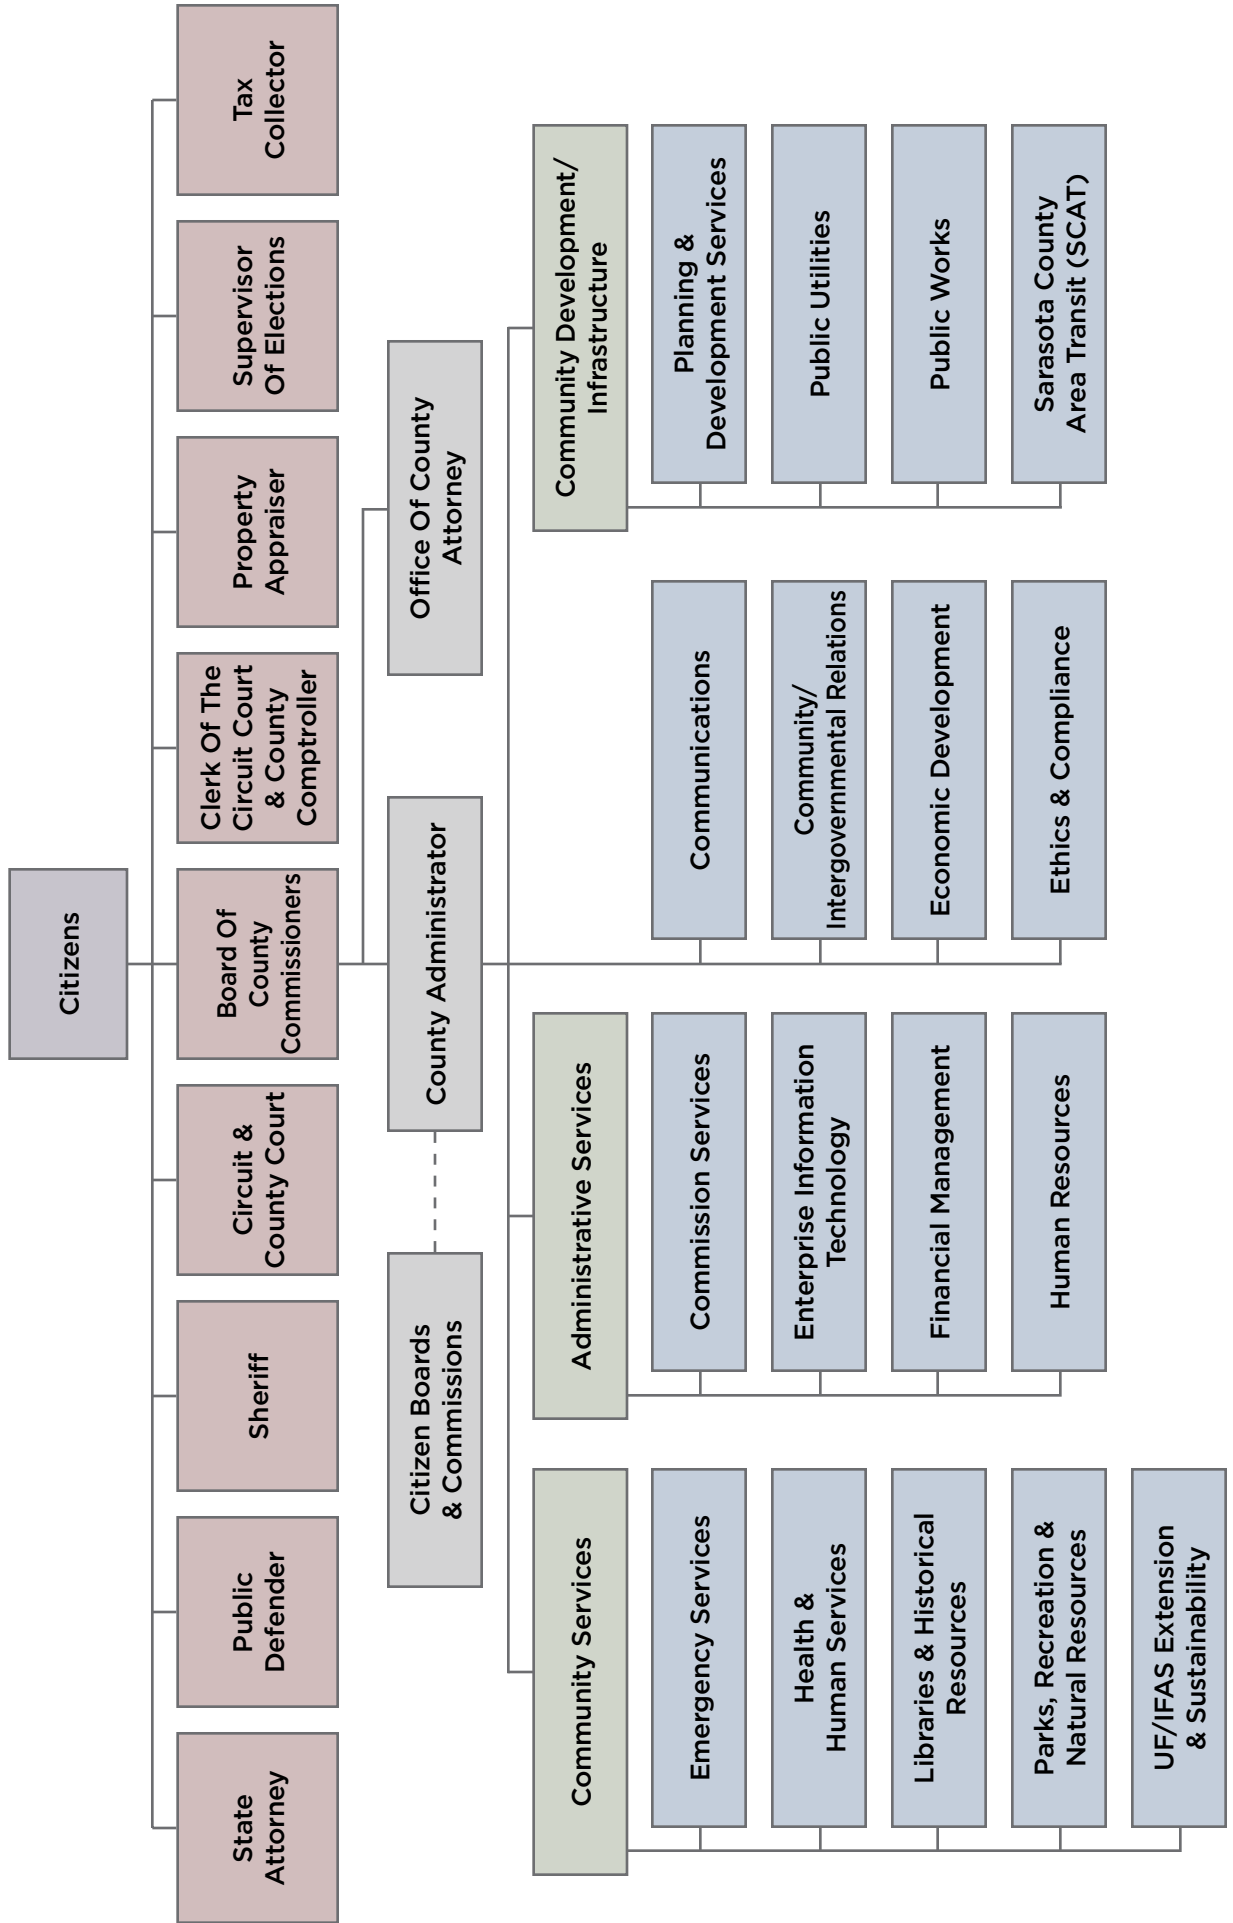 Citizens
State
Attorney
Public
Defender
Sheriff
Circuit &
County Court
Board Of
County
Commissioners
Clerk Of The
Circuit Court
& County
Comptroller
Property
Appraiser
Supervisor
Of Elections
Tax
Collector
Citizen Boards
& Commissions
County Administrator
Office Of County
Attorney
Community Services
Emergency Services
Health &
Human Services
Libraries & Historical
Resources
Parks, Recreation &
Natural Resources
UF/IFAS Extension
& Sustainability
Administrative Services
Commission Services
Enterprise Information
Technology
Financial Management
Human Resources
Communications
Community/
Intergovernmental Relations
Economic Development
Ethics & Compliance
Community Development/
Infrastructure
Planning &
Development Services
Public Utilities
Public Works
Sarasota County
Area Transit (SCAT)